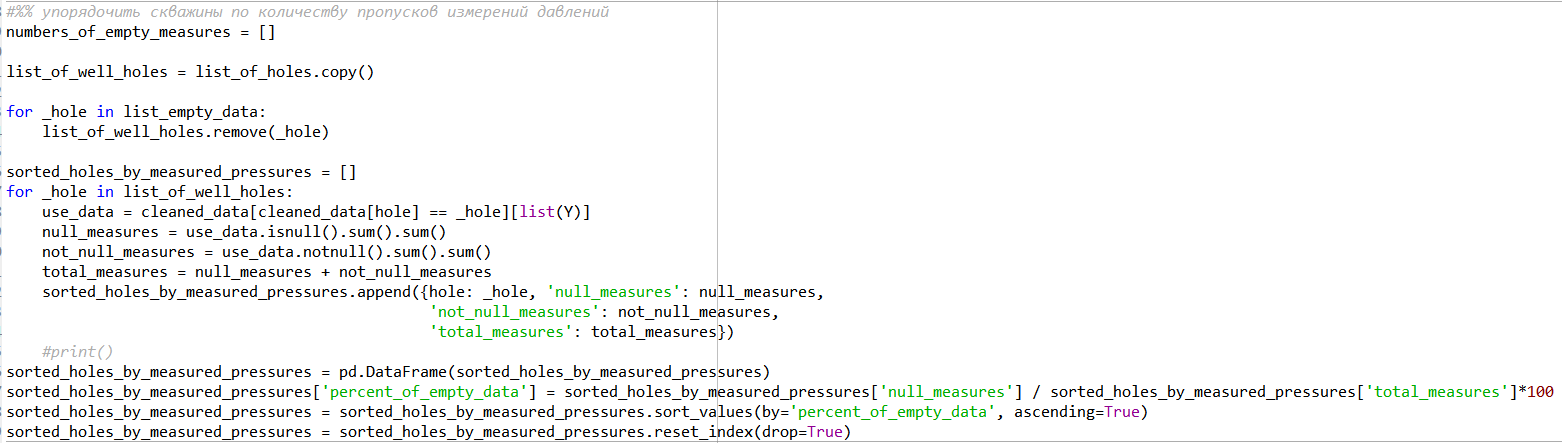 #%% упорядочить скважины по количеству пропусков измерений давлений
numbers_of_empty_measures = []
list_of_well_holes = list_of_holes.copy()
for _hole in list_empty_data:
    list_of_well_holes.remove(_hole)
sorted_holes_by_measured_pressures = []
for _hole in list_of_well_holes:
    use_data = cleaned_data[cleaned_data[hole] == _hole][list(Y)]
    null_measures = use_data.isnull().sum().sum()
    not_null_measures = use_data.notnull().sum().sum()
    total_measures = null_measures + not_null_measures
    sorted_holes_by_measured_pressures.append({hole: _hole, 'null_measures': null_measures,
                                               'not_null_measures': not_null_measures,
                                               'total_measures': total_measures})
    #print()
sorted_holes_by_measured_pressures = pd.DataFrame(sorted_holes_by_measured_pressures)
sorted_holes_by_measured_pressures['percent_of_empty_data'] = sorted_holes_by_measured_pressures['null_measures'] / sorted_holes_by_measured_pressures['total_measures']*100
sorted_holes_by_measured_pressures = sorted_holes_by_measured_pressures.sort_values(by='percent_of_empty_data', ascending=True)
sorted_holes_by_measured_pressures = sorted_holes_by_measured_pressures.reset_index(drop=True)